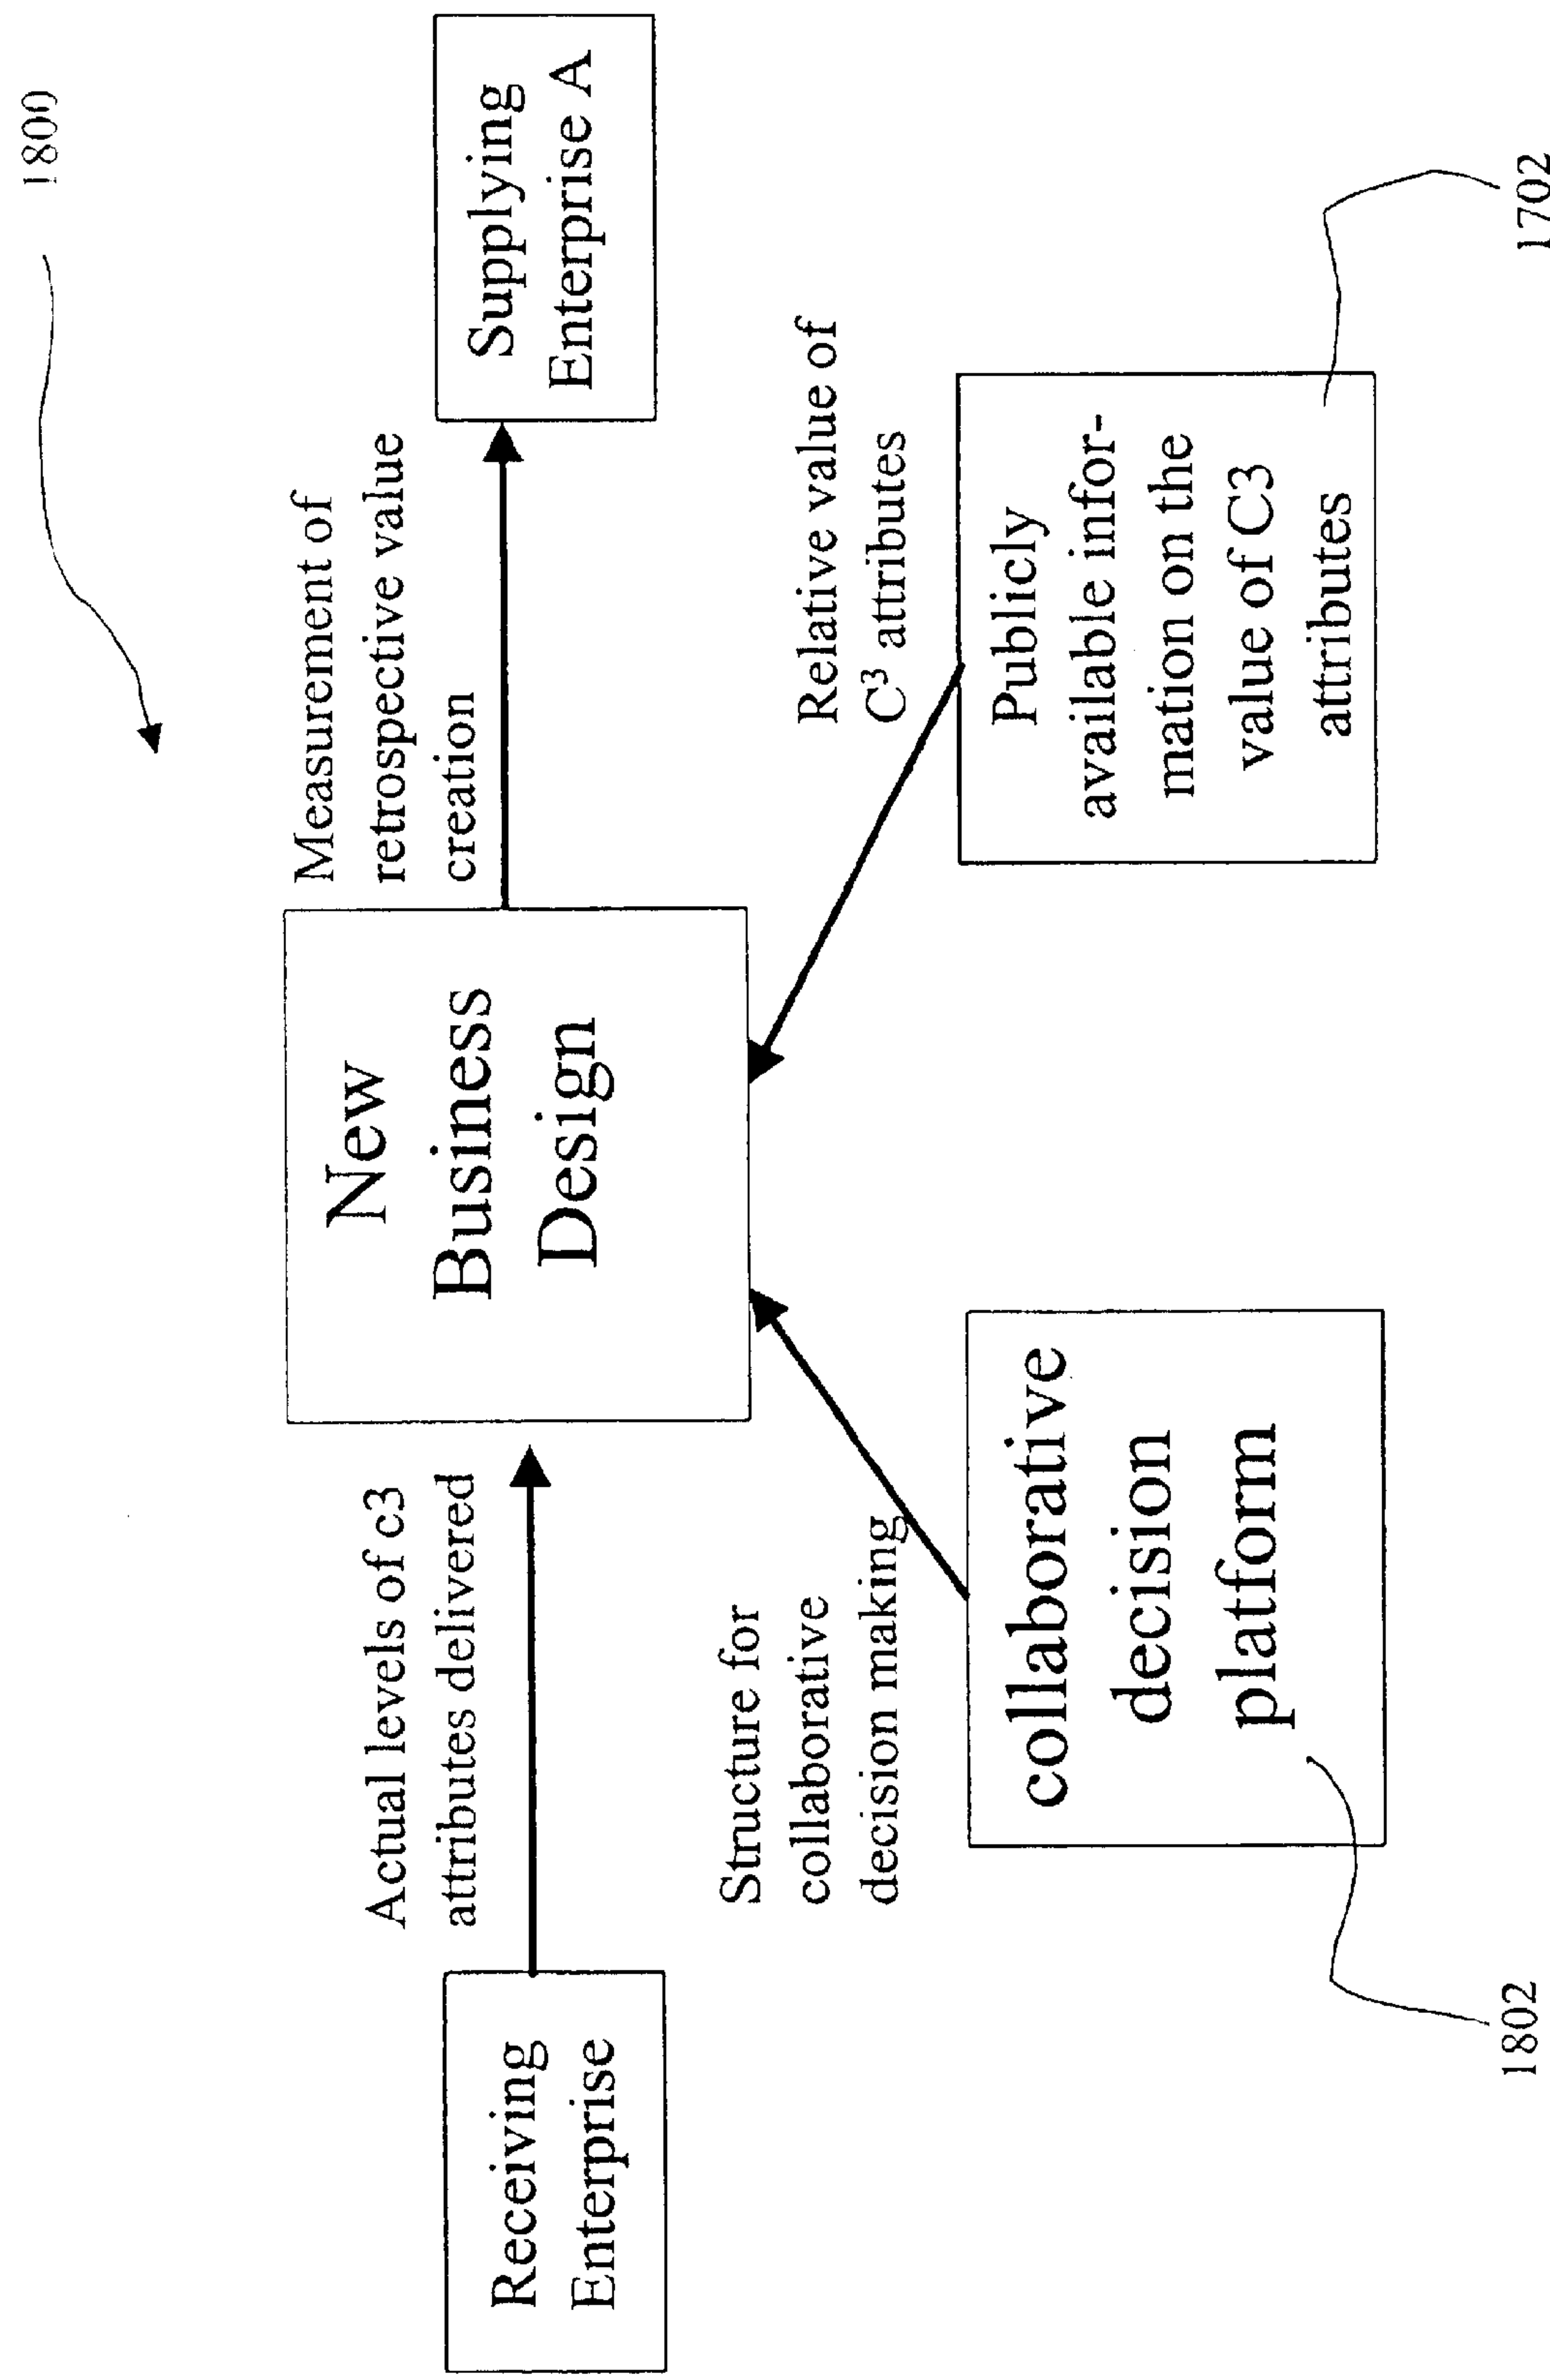 1800
Measurement of
retrospective value
creation
Actual levels of c3
attributes delivered
Receiving
Enterprise
New
Business
Design
Supplying
Enterprise A
Structure for
collaborative
decision making
Relative value of
C³ attributes
collaborative
decision
platform
Publicly
available infor-
mation on the
value of C3
attributes
1802
1702